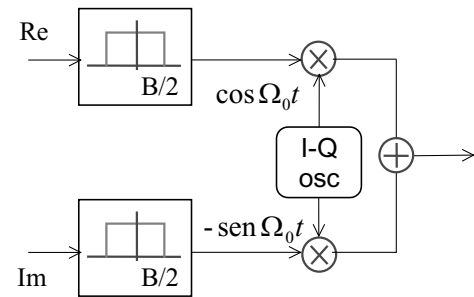 Re
B/2
cos Ω₀t
I-Q
osc
- sen Ω₀t
B/2
Im